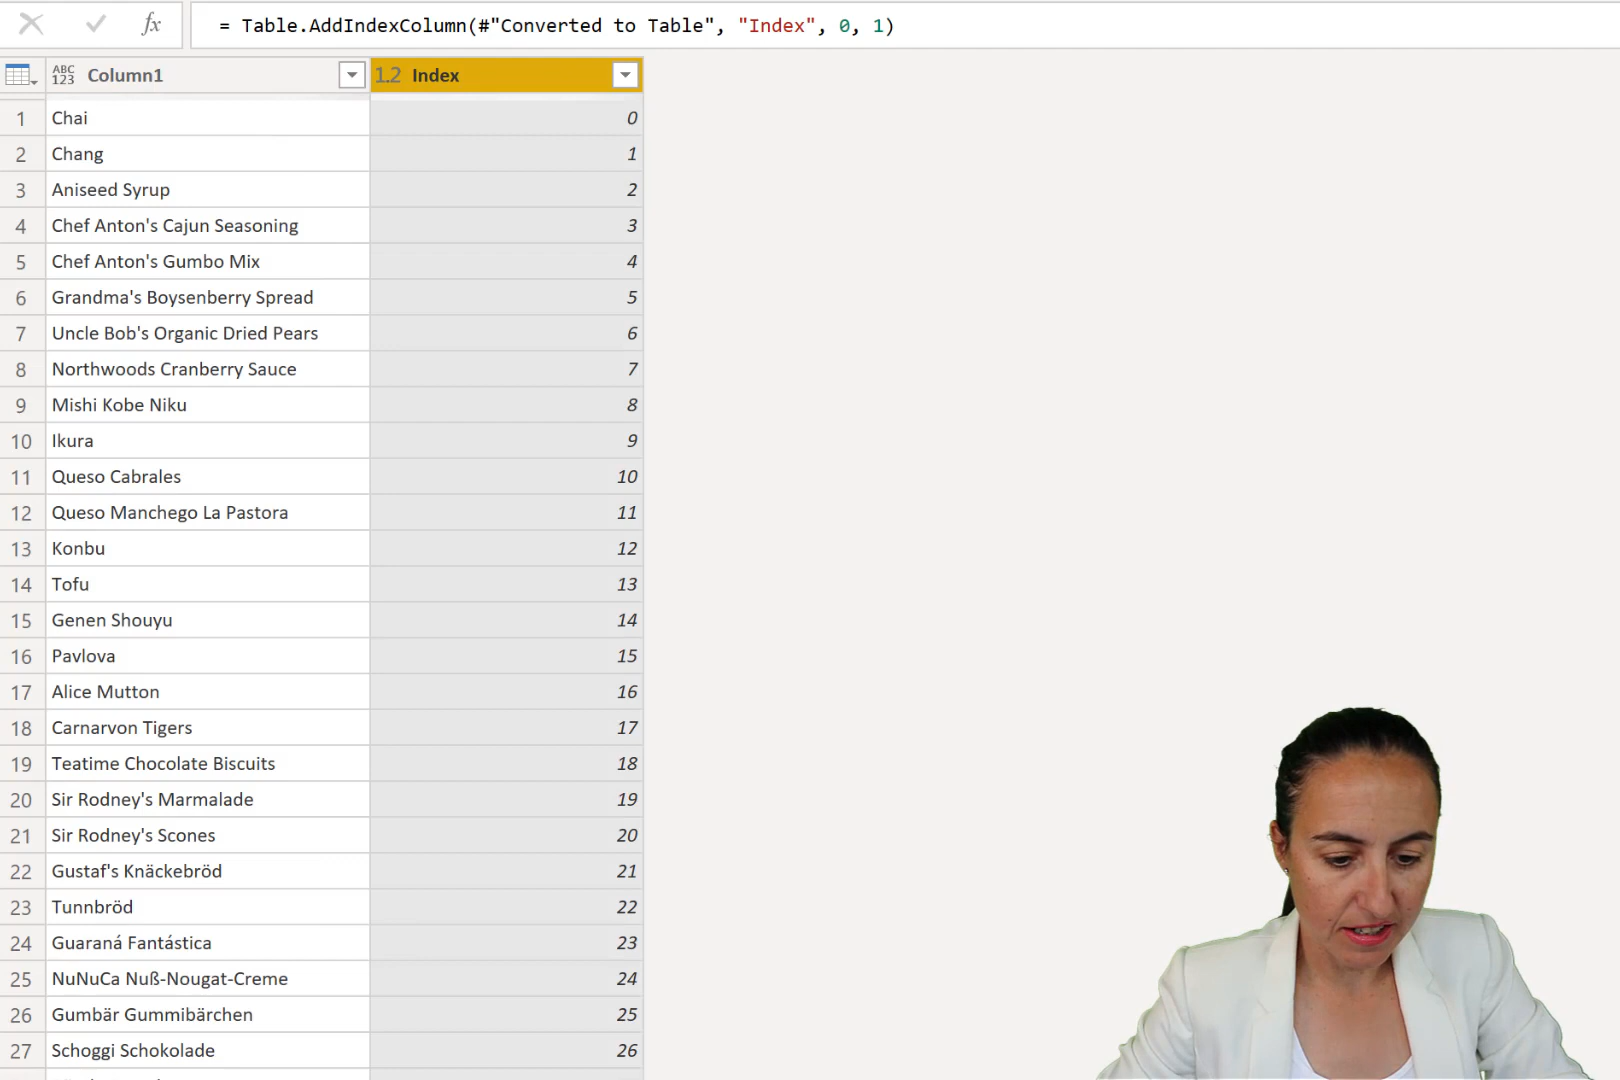 fx = Table.AddIndexColumn(#"Converted to Table", "Index", 0, 1)
ABC 123 Column1 1.2 Index
1 Chai 0
2 Chang 1
3 Aniseed Syrup 2
4 Chef Anton's Cajun Seasoning 3
5 Chef Anton's Gumbo Mix 4
6 Grandma's Boysenberry Spread 5
7 Uncle Bob's Organic Dried Pears 6
8 Northwoods Cranberry Sauce 7
9 Mishi Kobe Niku 8
10 Ikura 9
11 Queso Cabrales 10
12 Queso Manchego La Pastora 11
13 Konbu 12
14 Tofu 13
15 Genen Shouyu 14
16 Pavlova 15
17 Alice Mutton 16
18 Carnarvon Tigers 17
19 Teatime Chocolate Biscuits 18
20 Sir Rodney's Marmalade 19
21 Sir Rodney's Scones 20
22 Gustaf's Knäckebröd 21
23 Tunnbröd 22
24 Guaraná Fantástica 23
25 NuNuCa Nuß-Nougat-Creme 24
26 Gumbär Gummibärchen 25
27 Schoggi Schokolade 26